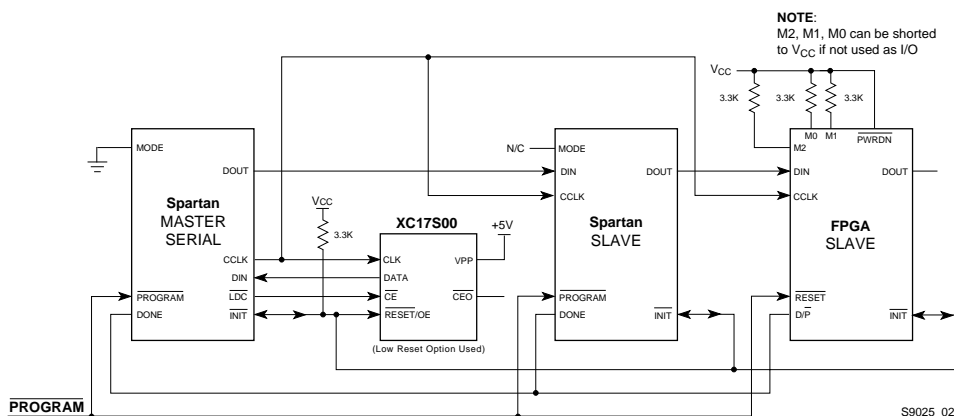 NOTE:
M2, M1, M0 can be shorted
to VCC if not used as I/O
VCC
3.3K
3.3K
3.3K
M0
M1
PWRDN
M2
N/C
MODE
MODE
DOUT
DIN
DOUT
DIN
DOUT
CCLK
CCLK
Spartan
MASTER
SERIAL
VCC
3.3K
XC17S00
+5V
Spartan
SLAVE
FPGA
SLAVE
CCLK
CLK
VPP
DIN
DATA
PROGRAM
LDC
CE
CEO
PROGRAM
RESET
DONE
INIT
RESET/OE
DONE
INIT
D/P
INIT
(Low Reset Option Used)
PROGRAM
S9025_02